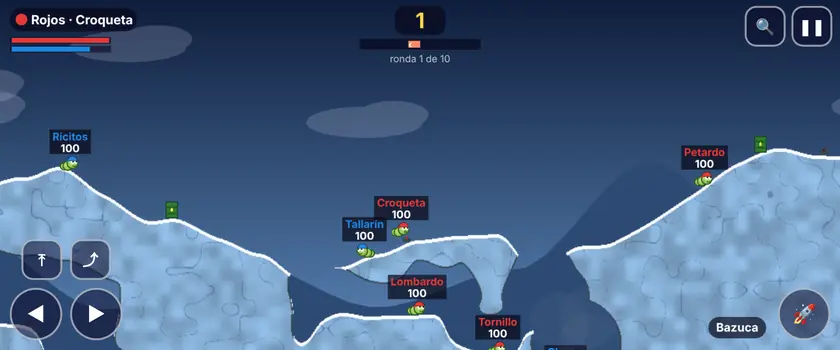 Rojos · Croqueta
1
ronda 1 de 10
Ricitos
100
Petardo
100
Croqueta
100
Tallarín
100
Lombardo
100
Tornillo
100
Bazuca